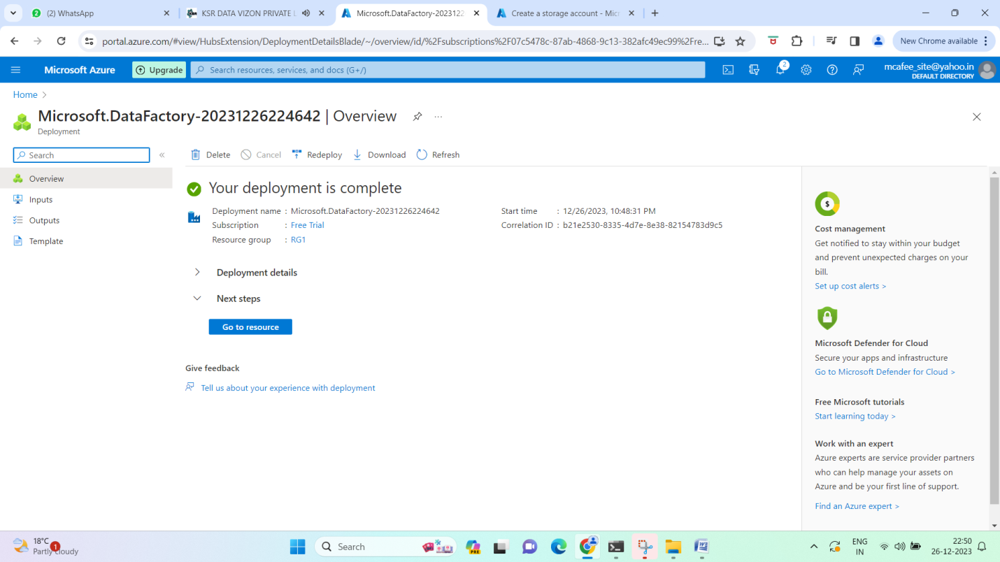 2 (2) WhatsApp
KSR DATA VIZON PRIVATE L
Microsoft.DataFactory-2023122
Create a storage account - Micr
portal.azure.com/#view/HubsExtension/DeploymentDetailsBlade/~/overview/id/%2Fsubscriptions%2F07c5478c-87ab-4868-9c13-382afc49ec99%2Fre...
New Chrome available
Microsoft Azure
Upgrade
Search resources, services, and docs (G+/)
2
mcafee_site@yahoo.in
DEFAULT DIRECTORY
Home
Microsoft.DataFactory-20231226224642 | Overview
Deployment
Search
«
Delete
Cancel
Redeploy
Download
Refresh
Overview
Inputs
Outputs
Template
Your deployment is complete
Deployment name : Microsoft.DataFactory-20231226224642
Subscription : Free Trial
Resource group : RG1
Start time : 12/26/2023, 10:48:31 PM
Correlation ID : b21e2530-8335-4d7e-8e38-82154783d9c5
Deployment details
Next steps
Go to resource
Give feedback
Tell us about your experience with deployment
$
Cost management
Get notified to stay within your budget
and prevent unexpected charges on your
bill.
Set up cost alerts >
Microsoft Defender for Cloud
Secure your apps and infrastructure
Go to Microsoft Defender for Cloud >
Free Microsoft tutorials
Start learning today >
Work with an expert
Azure experts are service provider partners
who can help manage your assets on
Azure and be your first line of support.
Find an Azure expert >
18°C
1
Partly cloudy
Search
PRE
ENG
IN
22:50
26-12-2023